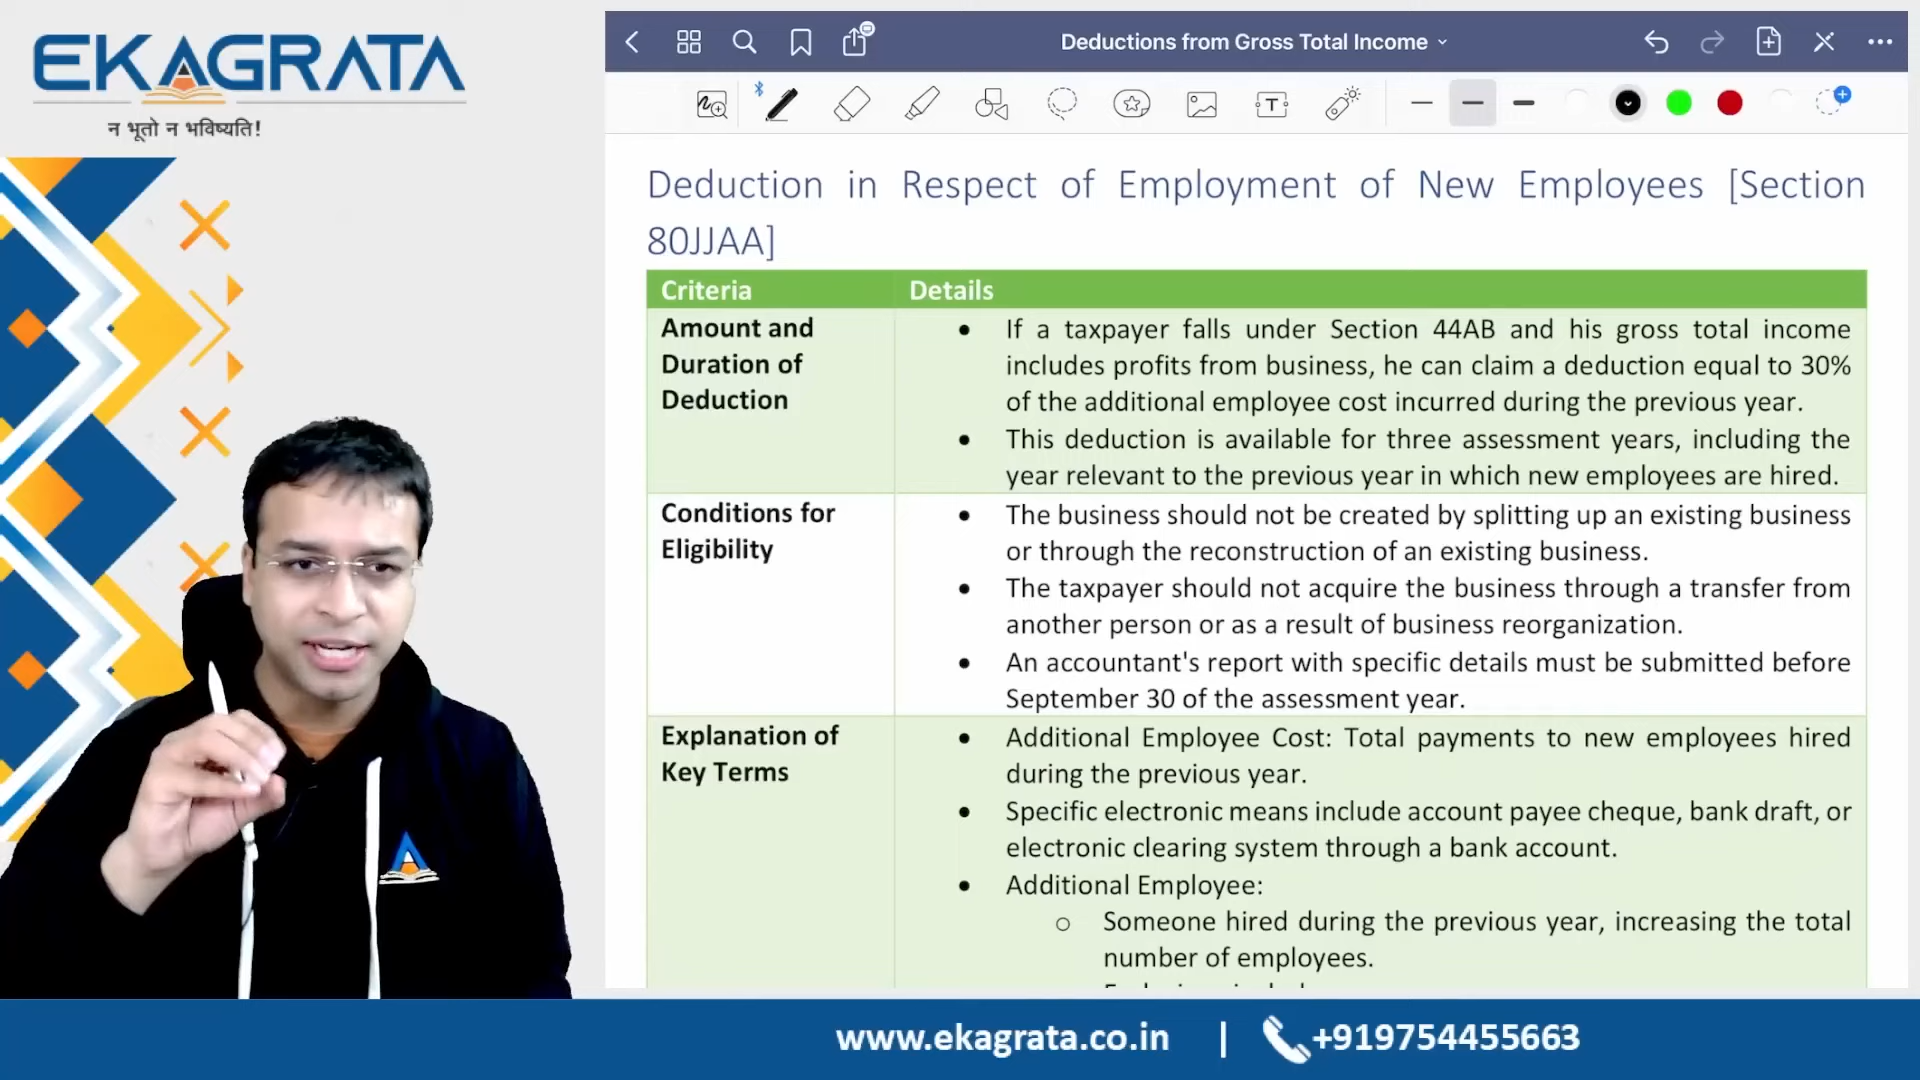 EKAGRATA
न भूतो न भविष्यति!
Deductions from Gross Total Income
Deduction in Respect of Employment of New Employees [Section
80JJAA]
Criteria
Details
Amount and
Duration of
Deduction
• If a taxpayer falls under Section 44AB and his gross total income
includes profits from business, he can claim a deduction equal to 30%
of the additional employee cost incurred during the previous year.
• This deduction is available for three assessment years, including the
year relevant to the previous year in which new employees are hired.
Conditions for
Eligibility
• The business should not be created by splitting up an existing business
or through the reconstruction of an existing business.
• The taxpayer should not acquire the business through a transfer from
another person or as a result of business reorganization.
• An accountant's report with specific details must be submitted before
September 30 of the assessment year.
Explanation of
Key Terms
• Additional Employee Cost: Total payments to new employees hired
during the previous year.
• Specific electronic means include account payee cheque, bank draft, or
electronic clearing system through a bank account.
• Additional Employee:
o Someone hired during the previous year, increasing the total
number of employees.
www.ekagrata.co.in | +919754455663